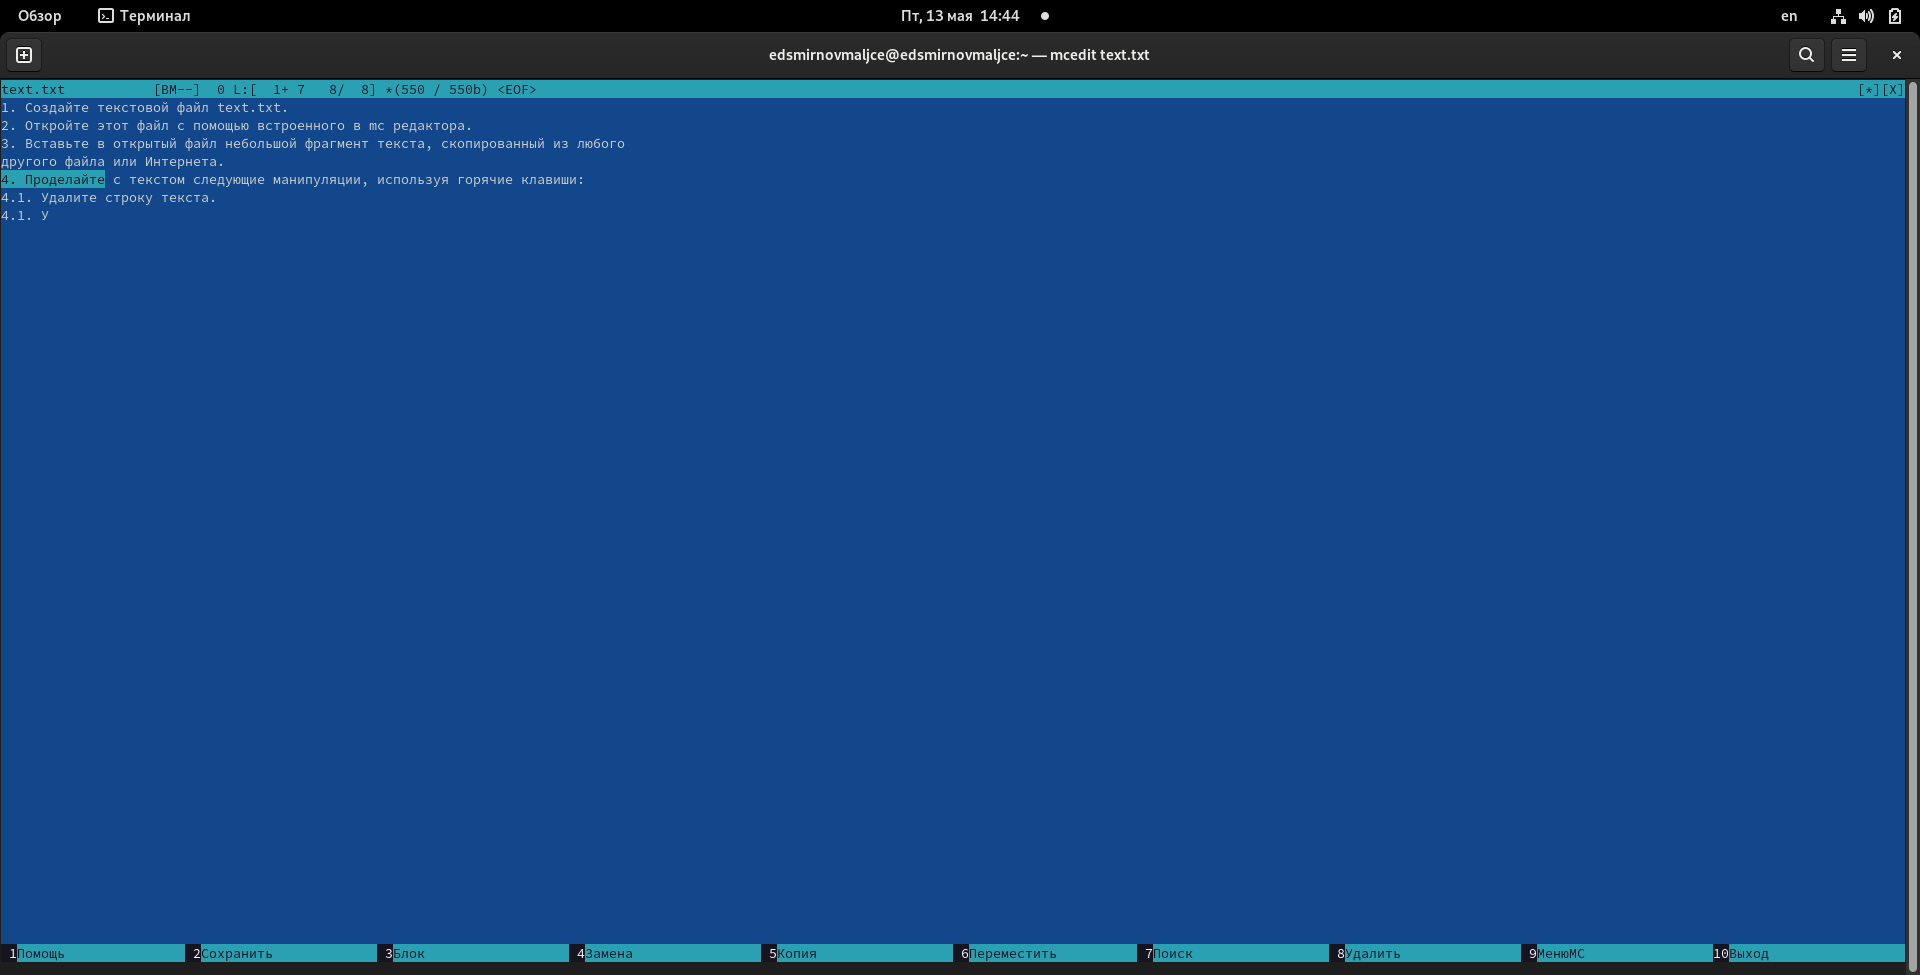 Обзор Терминал Пт, 13 мая 14:44 en
edsmirnovmaljce@edsmirnovmaljce:~ — mcedit text.txt
text.txt [BM--] 0 L:[ 1+ 7 8/ 8] *(550 / 550b) <EOF> [*][X]
1. Создайте текстовой файл text.txt.
2. Откройте этот файл с помощью встроенного в mc редактора.
3. Вставьте в открытый файл небольшой фрагмент текста, скопированный из любого
другого файла или Интернета.
4. Проделайте с текстом следующие манипуляции, используя горячие клавиши:
4.1. Удалите строку текста.
4.1. У
1Помощь 2Сохранить 3Блок 4Замена 5Копия 6Переместить 7Поиск 8Удалить 9МенюMC 10Выход